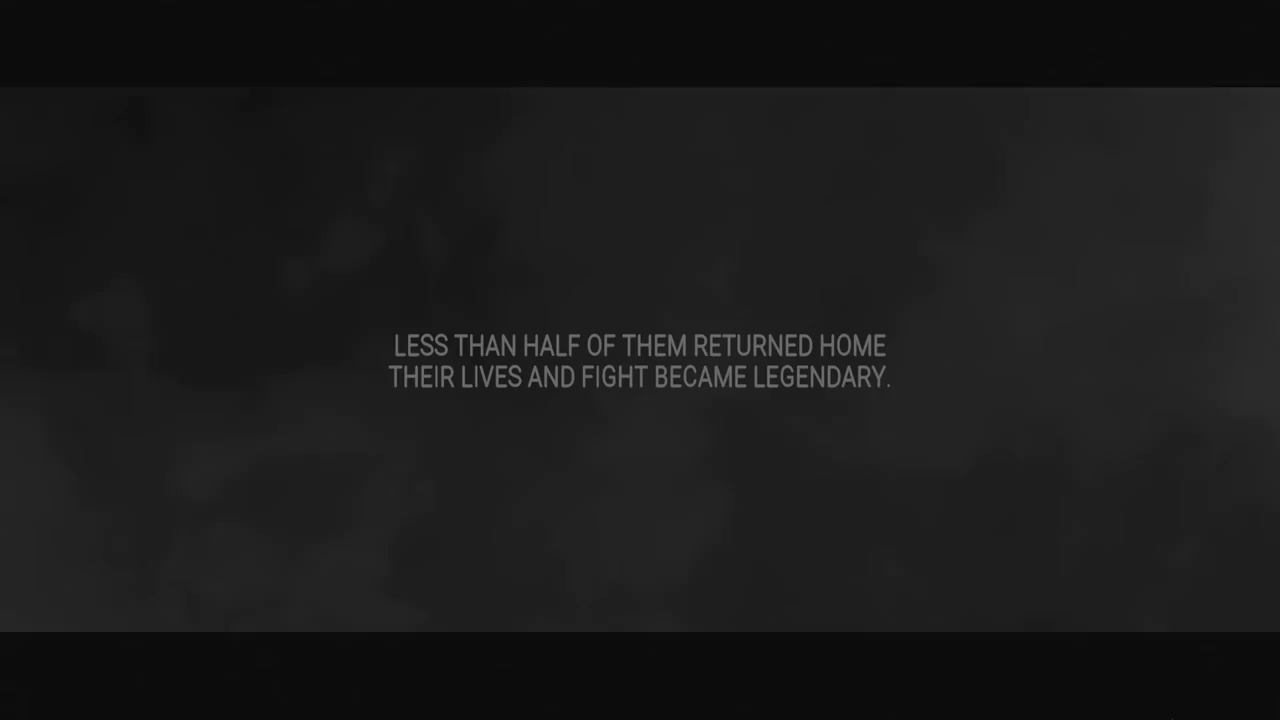 LESS THAN HALF OF THEM RETURNED HOME
THEIR LIVES AND FIGHT BECAME LEGENDARY.